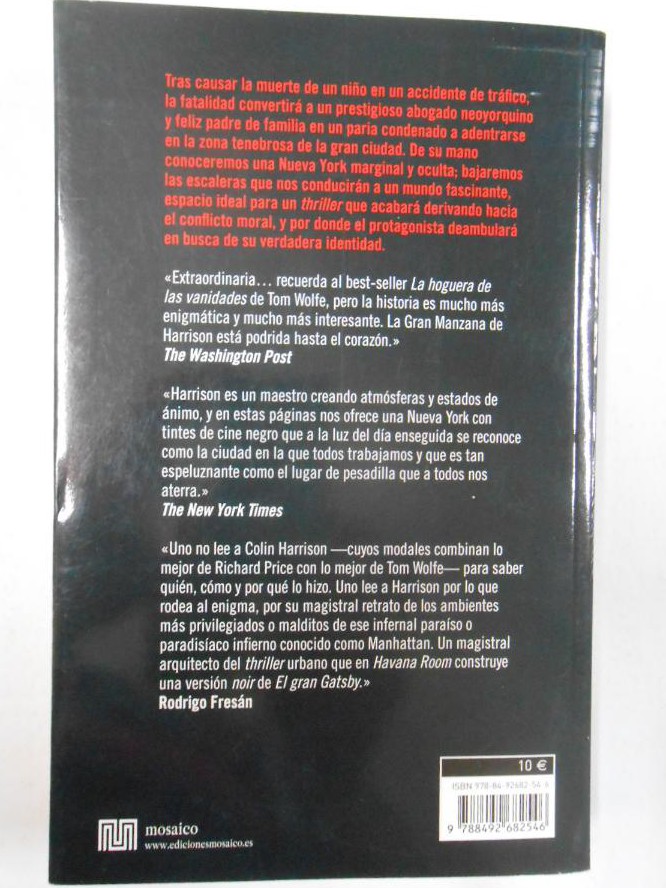 Tras causar la muerte de un niño en un accidente de tráfico,
la fatalidad convertirá a un prestigioso abogado neoyorquino
y feliz padre de familia en un paria condenado a adentrarse
en la zona tenebrosa de la gran ciudad. De su mano
conoceremos una Nueva York marginal y oculta; bajaremos
las escaleras que nos conducirán a un mundo fascinante,
espacio ideal para un thriller que acabará derivando hacia
el conflicto moral, y por donde el protagonista deambulará
en busca de su verdadera identidad.
«Extraordinaria... recuerda al best-seller La hoguera de
las vanidades de Tom Wolfe, pero la historia es mucho más
enigmática y mucho más interesante. La Gran Manzana de
Harrison está podrida hasta el corazón.»
The Washington Post
«Harrison es un maestro creando atmósferas y estados de
ánimo, y en estas páginas nos ofrece una Nueva York con
tintes de cine negro que a la luz del día enseguida se reconoce
como la ciudad en la que todos trabajamos y que es tan
espeluznante como el lugar de pesadilla que a todos nos
aterra.»
The New York Times
«Uno no lee a Colin Harrison —cuyos modales combinan lo
mejor de Richard Price con lo mejor de Tom Wolfe— para saber
quién, cómo y por qué lo hizo. Uno lee a Harrison por lo que
rodea al enigma, por su magistral retrato de los ambientes
más privilegiados o malditos de ese infernal paraíso o
paradisíaco infierno conocido como Manhattan. Un magistral
arquitecto del thriller urbano que en Havana Room construye
una versión noir de El gran Gatsby.»
Rodrigo Fresán
10 €
ISBN 978-84-92682-54-6
9 788492 682546
mosaico
www.edicionesmosaico.es